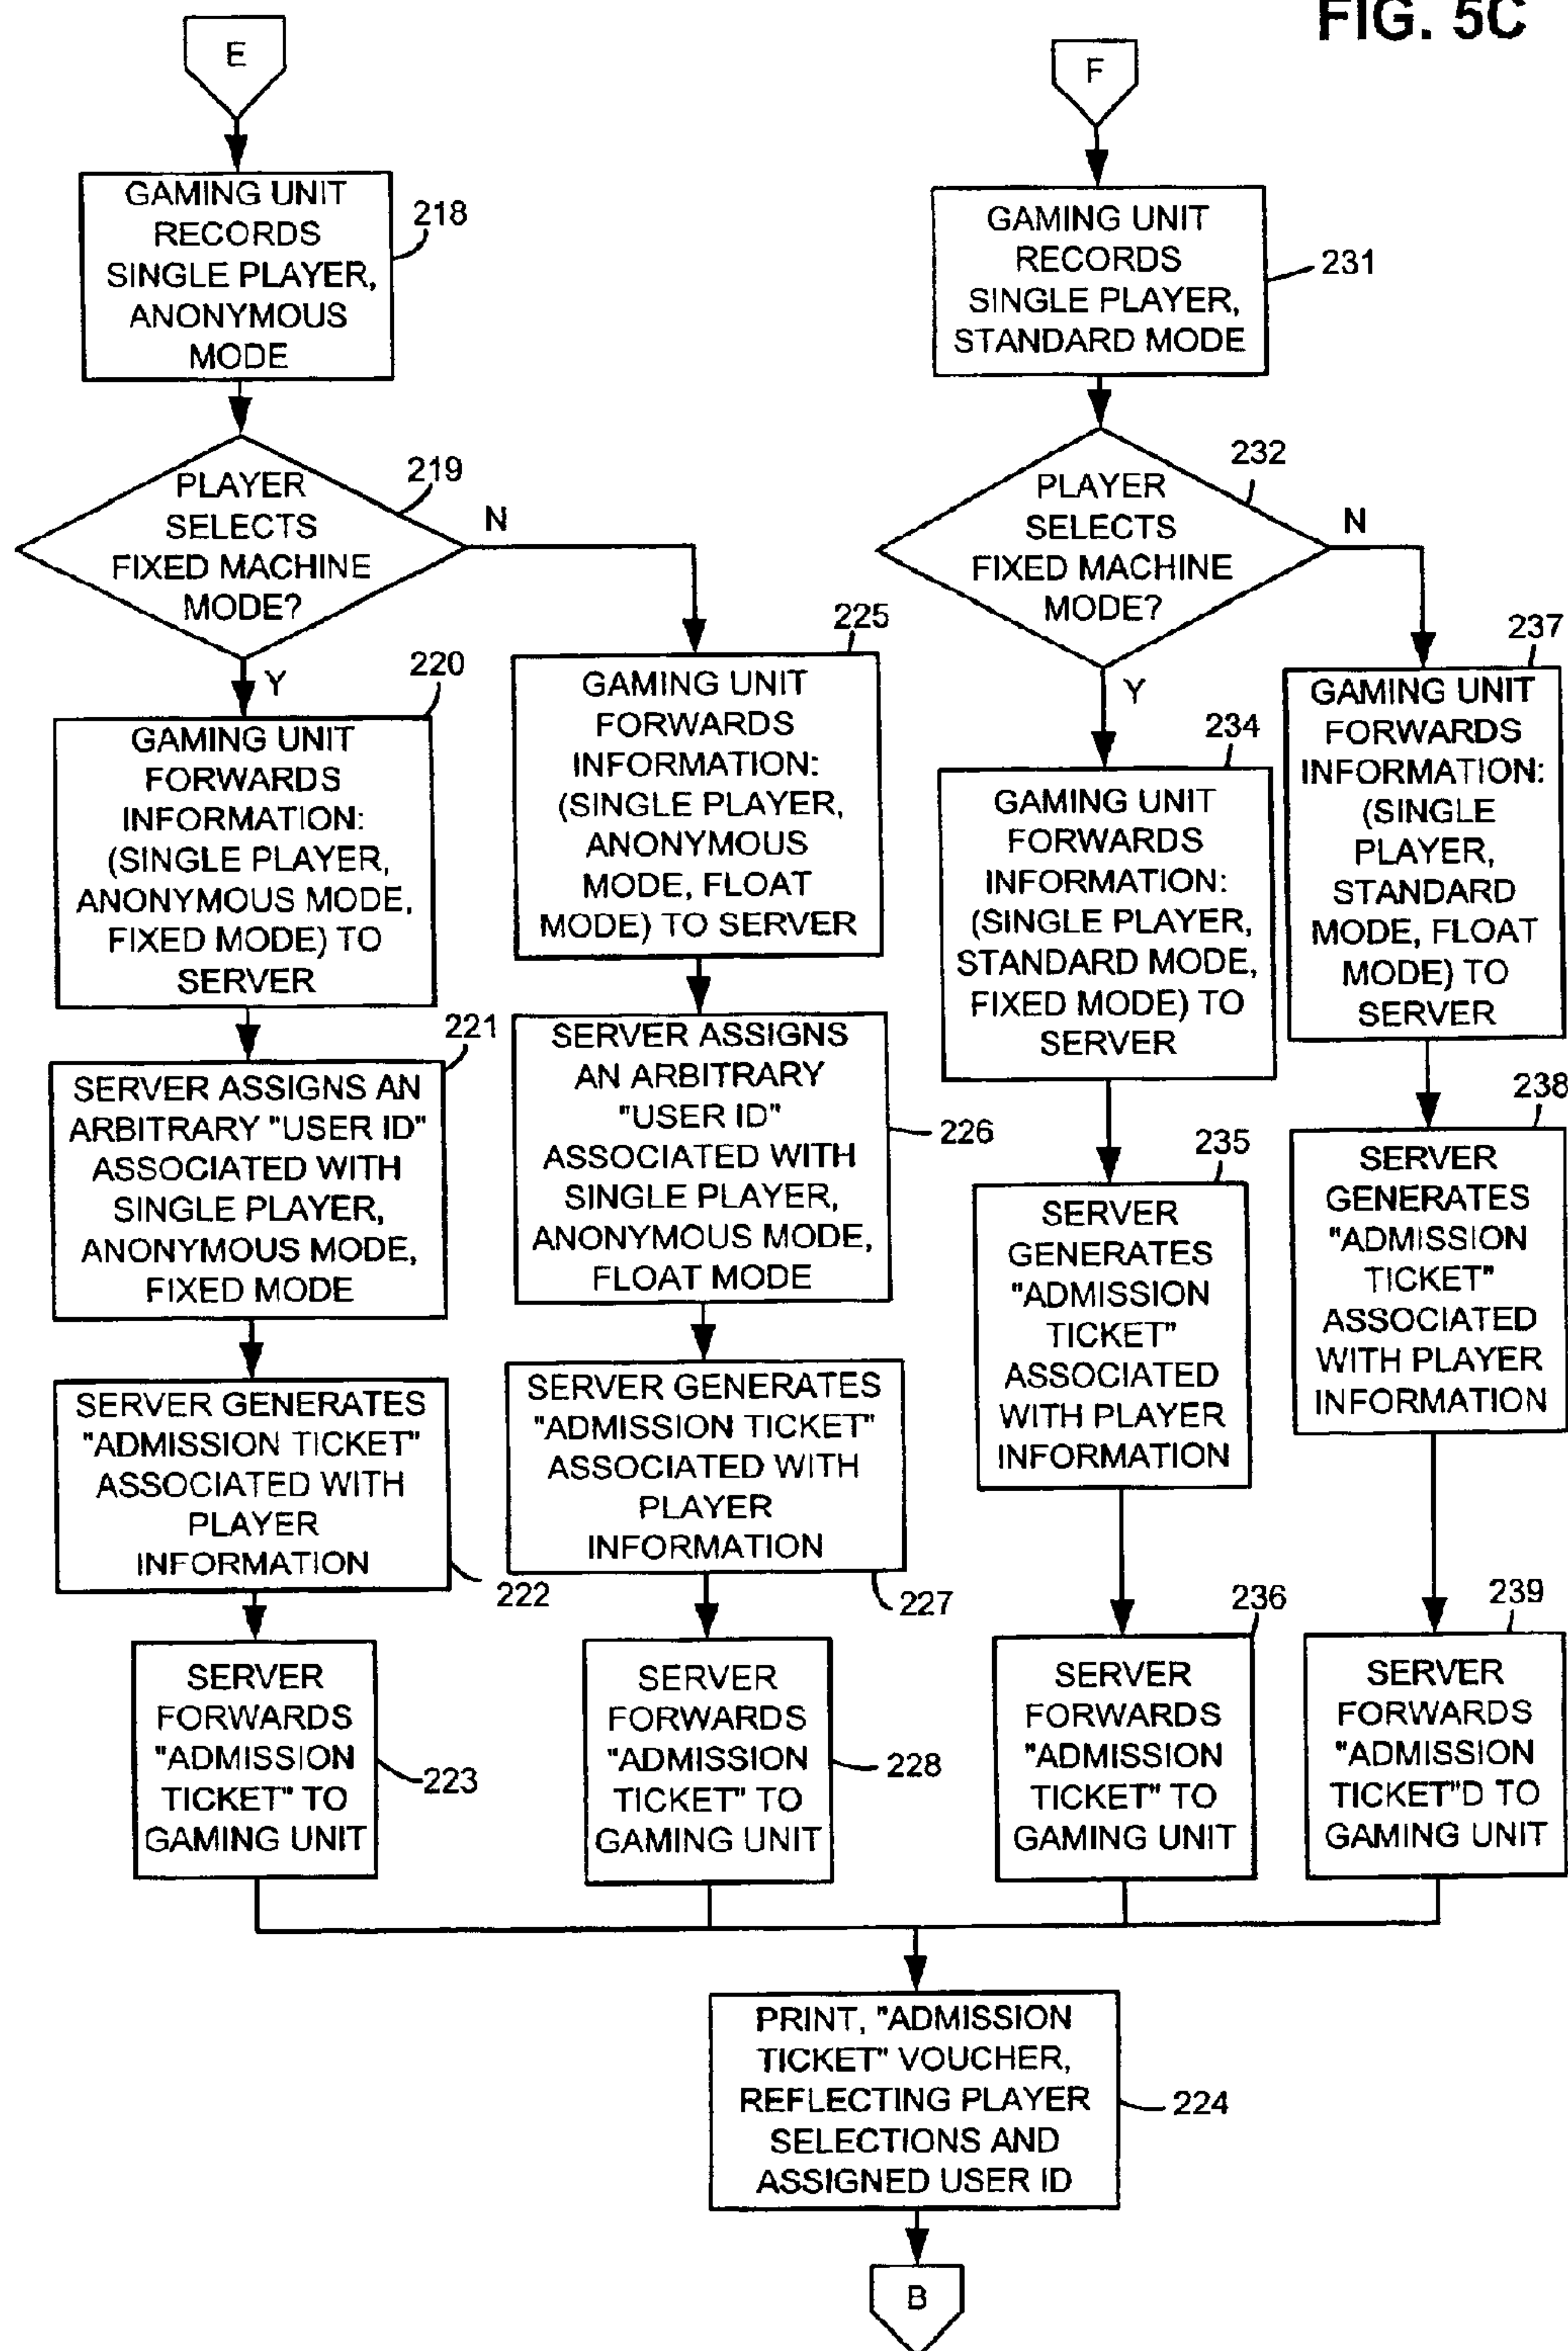 FIG. 5C
E
F
GAMING UNIT
RECORDS
SINGLE PLAYER,
ANONYMOUS
MODE
218
GAMING UNIT
RECORDS
SINGLE PLAYER,
STANDARD MODE
231
PLAYER
SELECTS
FIXED MACHINE
MODE?
219
N
Y
PLAYER
SELECTS
FIXED MACHINE
MODE?
232
N
Y
220
GAMING UNIT
FORWARDS
INFORMATION:
(SINGLE PLAYER,
ANONYMOUS MODE,
FIXED MODE) TO
SERVER
225
GAMING UNIT
FORWARDS
INFORMATION:
(SINGLE PLAYER,
ANONYMOUS
MODE, FLOAT
MODE) TO SERVER
234
GAMING UNIT
FORWARDS
INFORMATION:
(SINGLE PLAYER,
STANDARD MODE,
FIXED MODE) TO
SERVER
237
GAMING UNIT
FORWARDS
INFORMATION:
(SINGLE
PLAYER,
STANDARD
MODE, FLOAT
MODE) TO
SERVER
221
SERVER ASSIGNS AN
ARBITRARY "USER ID"
ASSOCIATED WITH
SINGLE PLAYER,
ANONYMOUS MODE,
FIXED MODE
SERVER ASSIGNS
AN ARBITRARY
"USER ID"
ASSOCIATED WITH
SINGLE PLAYER,
ANONYMOUS MODE,
FLOAT MODE
226
235
SERVER
GENERATES
"ADMISSION
TICKET"
ASSOCIATED
WITH PLAYER
INFORMATION
238
SERVER
GENERATES
"ADMISSION
TICKET"
ASSOCIATED
WITH PLAYER
INFORMATION
SERVER GENERATES
"ADMISSION TICKET"
ASSOCIATED WITH
PLAYER
INFORMATION
222
SERVER GENERATES
"ADMISSION TICKET"
ASSOCIATED WITH
PLAYER
INFORMATION
227
SERVER
FORWARDS
"ADMISSION
TICKET" TO
GAMING UNIT
223
SERVER
FORWARDS
"ADMISSION
TICKET" TO
GAMING UNIT
228
236
SERVER
FORWARDS
"ADMISSION
TICKET" TO
GAMING UNIT
239
SERVER
FORWARDS
"ADMISSION
TICKET"D TO
GAMING UNIT
PRINT, "ADMISSION
TICKET" VOUCHER,
REFLECTING PLAYER
SELECTIONS AND
ASSIGNED USER ID
224
B